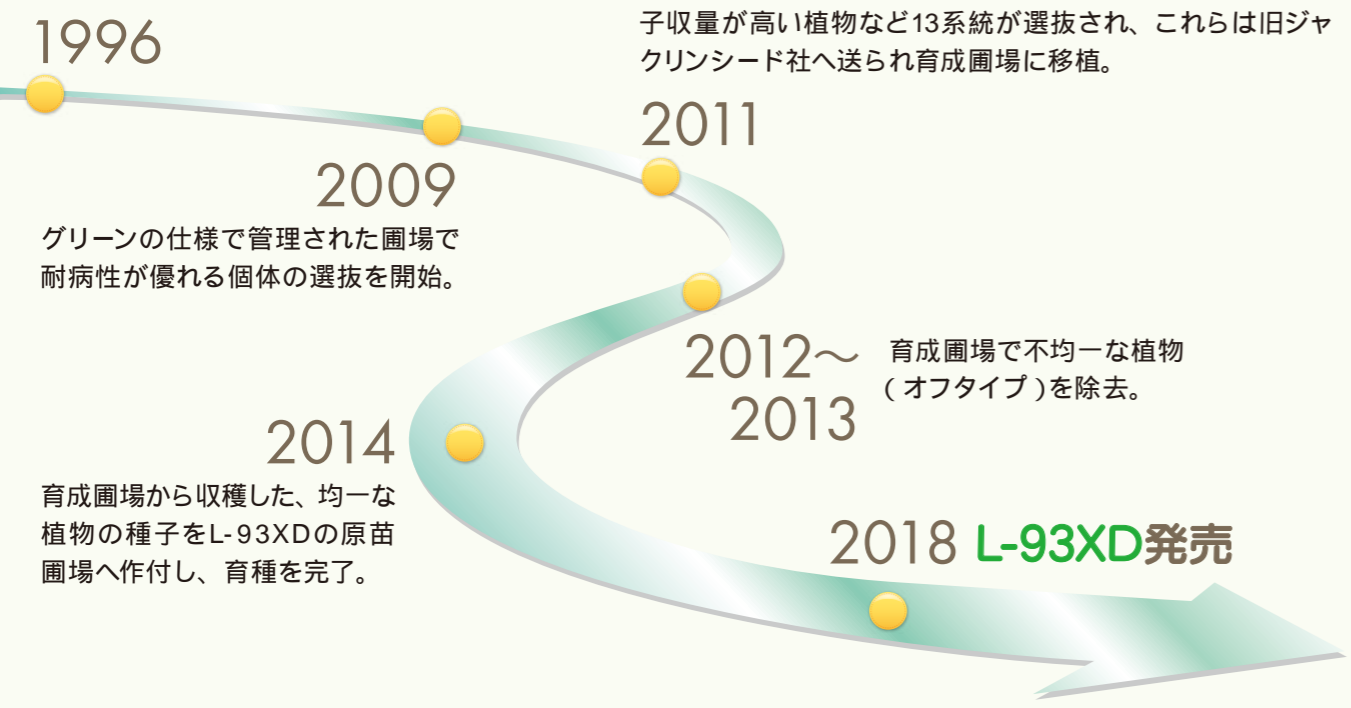 1996
子収量が高い植物など13系統が選抜され、これらは旧ジャ
クリンシード社へ送られ育成圃場に移植。
2011
2009
グリーンの仕様で管理された圃場で
耐病性が優れる個体の選抜を開始。
2012～
2013
育成圃場で不均一な植物
(オフタイプ)を除去。
2014
育成圃場から収穫した、均一な
植物の種子をL-93XDの原苗
圃場へ作付し、育種を完了。
2018 L-93XD発売